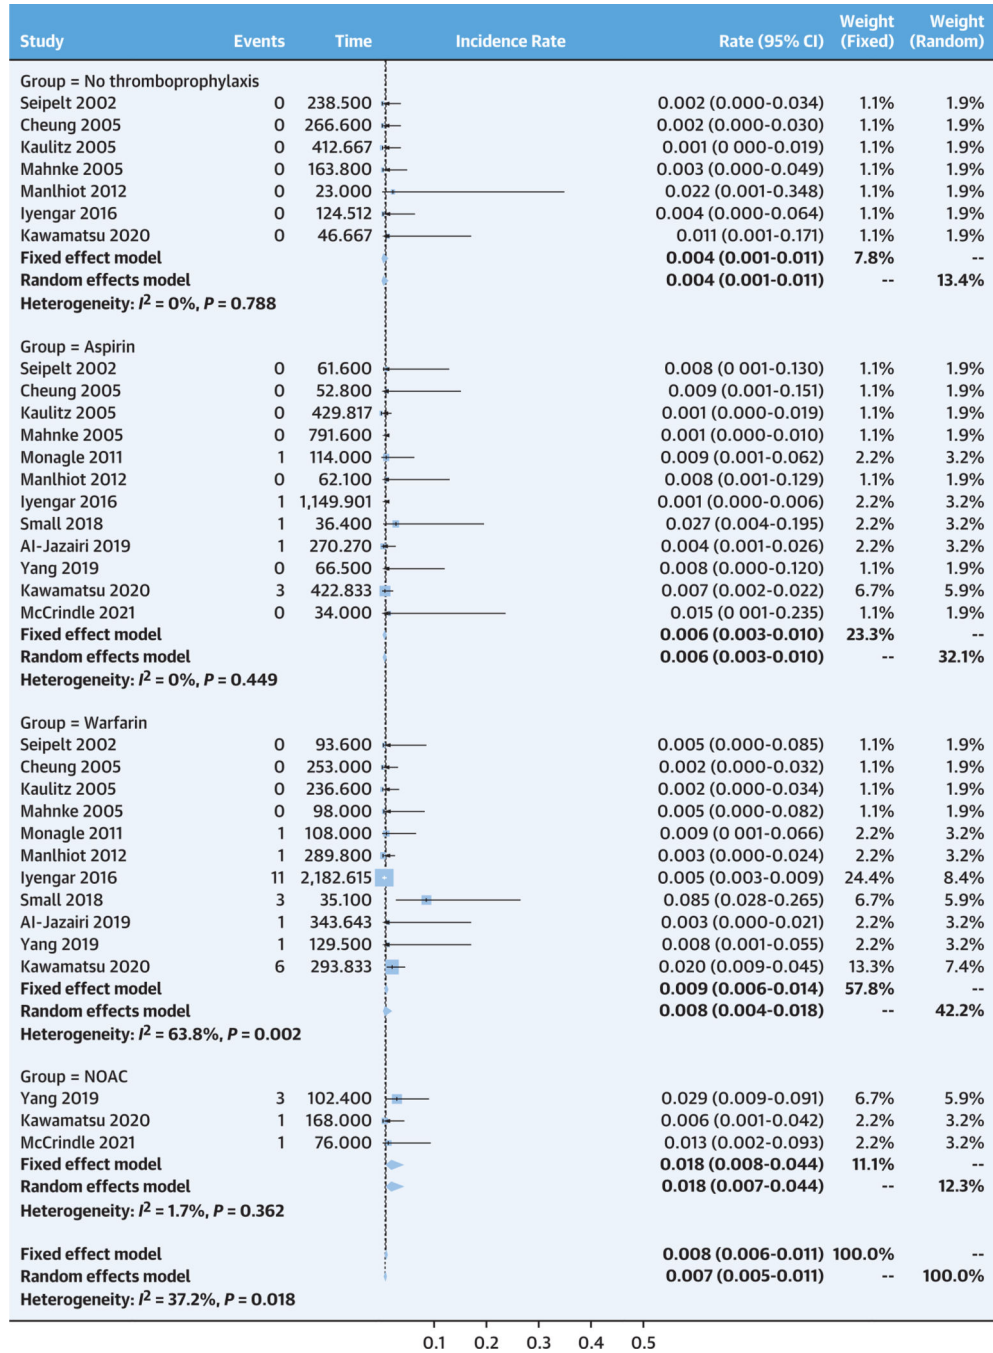 Study Events Time Incidence Rate Rate (95% CI) Weight (Fixed) Weight (Random)
Group = No thromboprophylaxis
Seipelt 2002 0 238.500 0.002 (0.000-0.034) 1.1% 1.9%
Cheung 2005 0 266.600 0.002 (0.000-0.030) 1.1% 1.9%
Kaulitz 2005 0 412.667 0.001 (0 000-0.019) 1.1% 1.9%
Mahnke 2005 0 163.800 0.003 (0.000-0.049) 1.1% 1.9%
Manlhiot 2012 0 23.000 0.022 (0.001-0.348) 1.1% 1.9%
Iyengar 2016 0 124.512 0.004 (0.000-0.064) 1.1% 1.9%
Kawamatsu 2020 0 46.667 0.011 (0.001-0.171) 1.1% 1.9%
Fixed effect model 0.004 (0.001-0.011) 7.8% --
Random effects model 0.004 (0.001-0.011) -- 13.4%
Heterogeneity: I² = 0%, P = 0.788
Group = Aspirin
Seipelt 2002 0 61.600 0.008 (0 001-0.130) 1.1% 1.9%
Cheung 2005 0 52.800 0.009 (0.001-0.151) 1.1% 1.9%
Kaulitz 2005 0 429.817 0.001 (0.000-0.019) 1.1% 1.9%
Mahnke 2005 0 791.600 0.001 (0.000-0.010) 1.1% 1.9%
Monagle 2011 1 114.000 0.009 (0.001-0.062) 2.2% 3.2%
Manlhiot 2012 0 62.100 0.008 (0.001-0.129) 1.1% 1.9%
Iyengar 2016 1 1,149.901 0.001 (0.000-0.006) 2.2% 3.2%
Small 2018 1 36.400 0.027 (0.004-0.195) 2.2% 3.2%
AI-Jazairi 2019 1 270.270 0.004 (0.001-0.026) 2.2% 3.2%
Yang 2019 0 66.500 0.008 (0.000-0.120) 1.1% 1.9%
Kawamatsu 2020 3 422.833 0.007 (0.002-0.022) 6.7% 5.9%
McCrindle 2021 0 34.000 0.015 (0 001-0.235) 1.1% 1.9%
Fixed effect model 0.006 (0.003-0.010) 23.3% --
Random effects model 0.006 (0.003-0.010) -- 32.1%
Heterogeneity: I² = 0%, P = 0.449
Group = Warfarin
Seipelt 2002 0 93.600 0.005 (0.000-0.085) 1.1% 1.9%
Cheung 2005 0 253.000 0.002 (0.000-0.032) 1.1% 1.9%
Kaulitz 2005 0 236.600 0.002 (0.000-0.034) 1.1% 1.9%
Mahnke 2005 0 98.000 0.005 (0.000-0.082) 1.1% 1.9%
Monagle 2011 1 108.000 0.009 (0 001-0.066) 2.2% 3.2%
Manlhiot 2012 1 289.800 0.003 (0.000-0.024) 2.2% 3.2%
Iyengar 2016 11 2,182.615 0.005 (0.003-0.009) 24.4% 8.4%
Small 2018 3 35.100 0.085 (0.028-0.265) 6.7% 5.9%
AI-Jazairi 2019 1 343.643 0.003 (0.000-0.021) 2.2% 3.2%
Yang 2019 1 129.500 0.008 (0.001-0.055) 2.2% 3.2%
Kawamatsu 2020 6 293.833 0.020 (0.009-0.045) 13.3% 7.4%
Fixed effect model 0.009 (0.006-0.014) 57.8% --
Random effects model 0.008 (0.004-0.018) -- 42.2%
Heterogeneity: I² = 63.8%, P = 0.002
Group = NOAC
Yang 2019 3 102.400 0.029 (0.009-0.091) 6.7% 5.9%
Kawamatsu 2020 1 168.000 0.006 (0.001-0.042) 2.2% 3.2%
McCrindle 2021 1 76.000 0.013 (0.002-0.093) 2.2% 3.2%
Fixed effect model 0.018 (0.008-0.044) 11.1% --
Random effects model 0.018 (0.007-0.044) -- 12.3%
Heterogeneity: I² = 1.7%, P = 0.362
Fixed effect model 0.008 (0.006-0.011) 100.0% --
Random effects model 0.007 (0.005-0.011) -- 100.0%
Heterogeneity: I² = 37.2%, P = 0.018
0.1 0.2 0.3 0.4 0.5